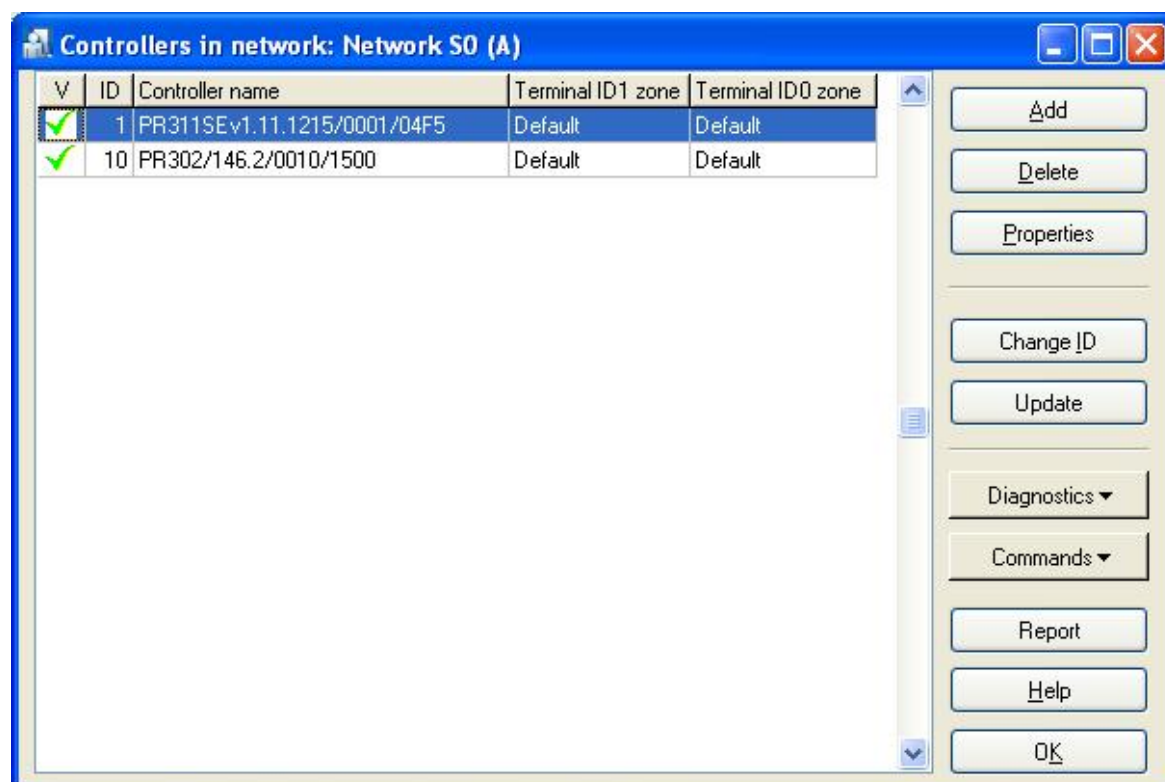 Controllers in network: Network S0 (A)
V ID Controller name Terminal ID1 zone Terminal ID0 zone
1 PR311SEv1.11.1215/0001/04F5 Default Default
10 PR302/146.2/0010/1500 Default Default
Add
Delete
Properties
Change ID
Update
Diagnostics
Commands
Report
Help
OK